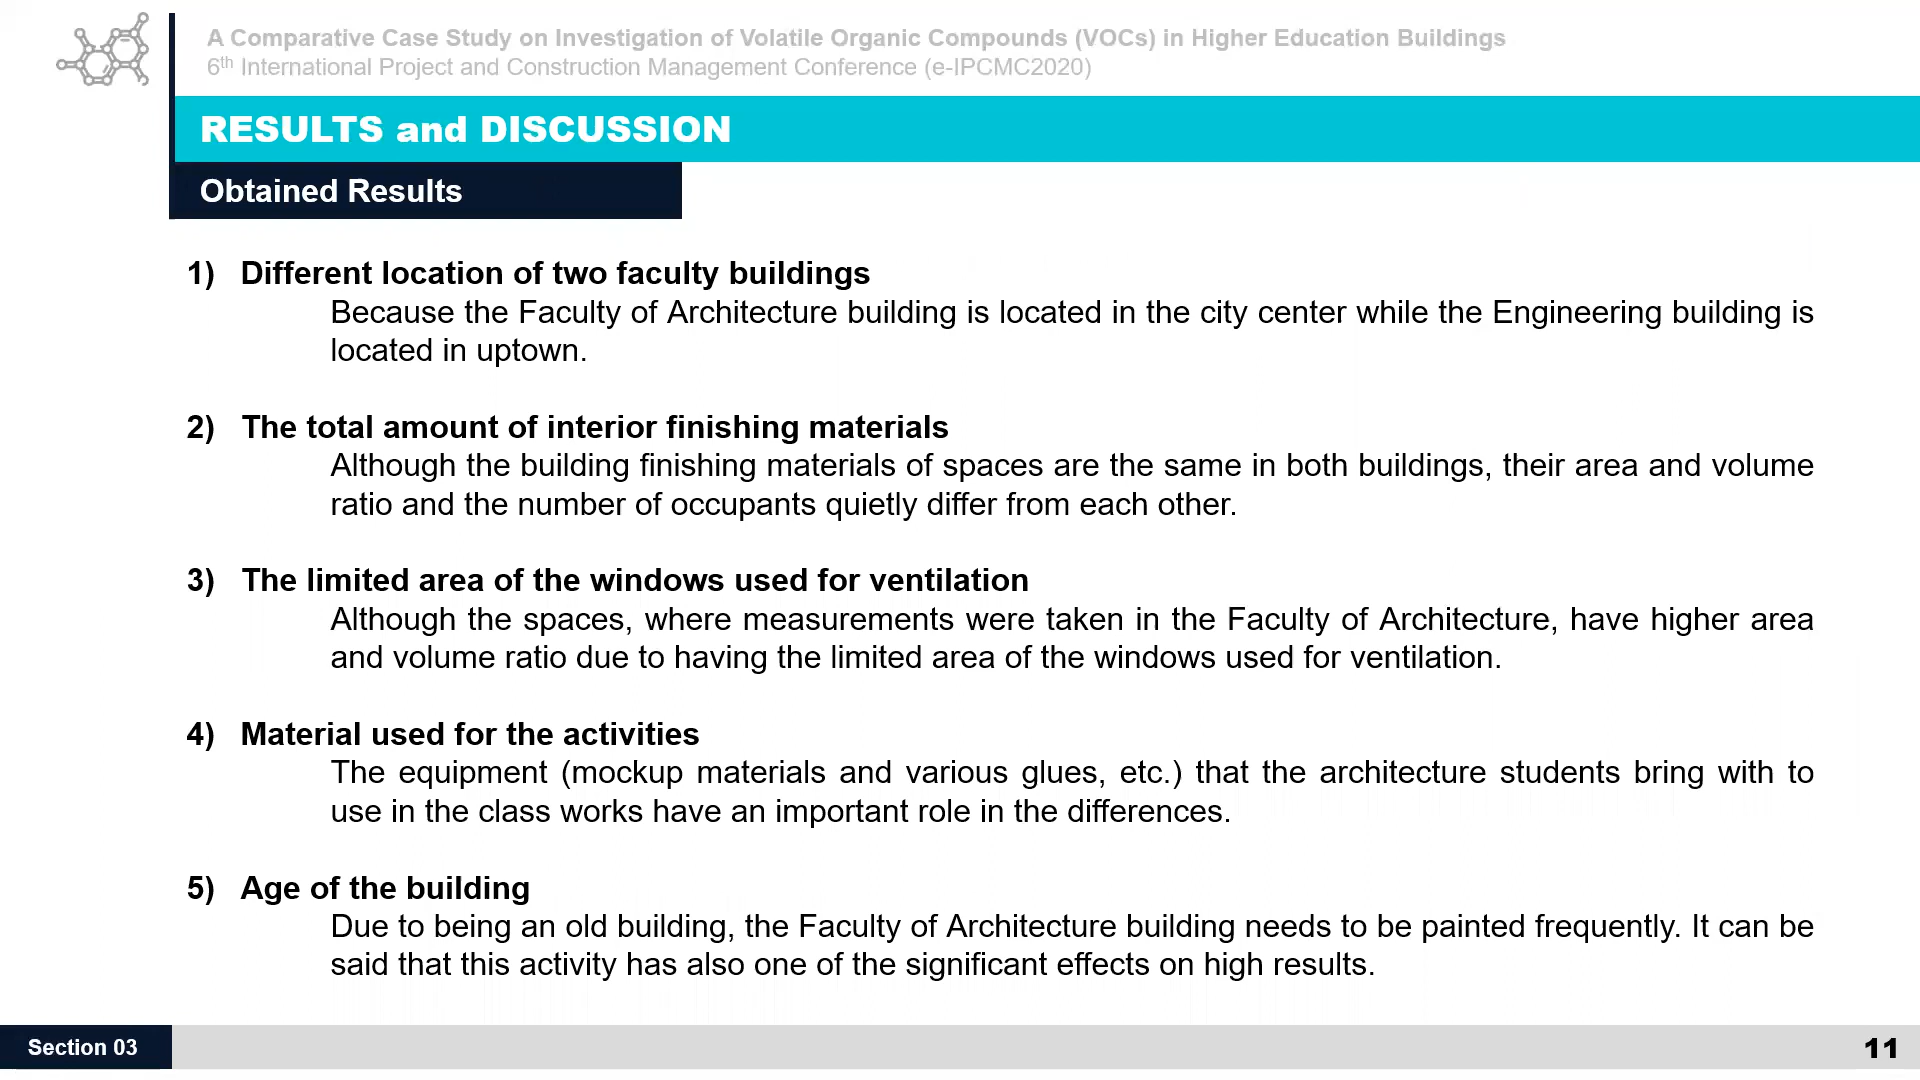 A Comparative Case Study on Investigation of Volatile Organic Compounds (VOCs) in Higher Education Buildings
6th International Project and Construction Management Conference (e-IPCMC2020)
RESULTS and DISCUSSION
Obtained Results
1) Different location of two faculty buildings
Because the Faculty of Architecture building is located in the city center while the Engineering building is
located in uptown.
2) The total amount of interior finishing materials
Although the building finishing materials of spaces are the same in both buildings, their area and volume
ratio and the number of occupants quietly differ from each other.
3) The limited area of the windows used for ventilation
Although the spaces, where measurements were taken in the Faculty of Architecture, have higher area
and volume ratio due to having the limited area of the windows used for ventilation.
4) Material used for the activities
The equipment (mockup materials and various glues, etc.) that the architecture students bring with to
use in the class works have an important role in the differences.
5) Age of the building
Due to being an old building, the Faculty of Architecture building needs to be painted frequently. It can be
said that this activity has also one of the significant effects on high results.
Section 03
11